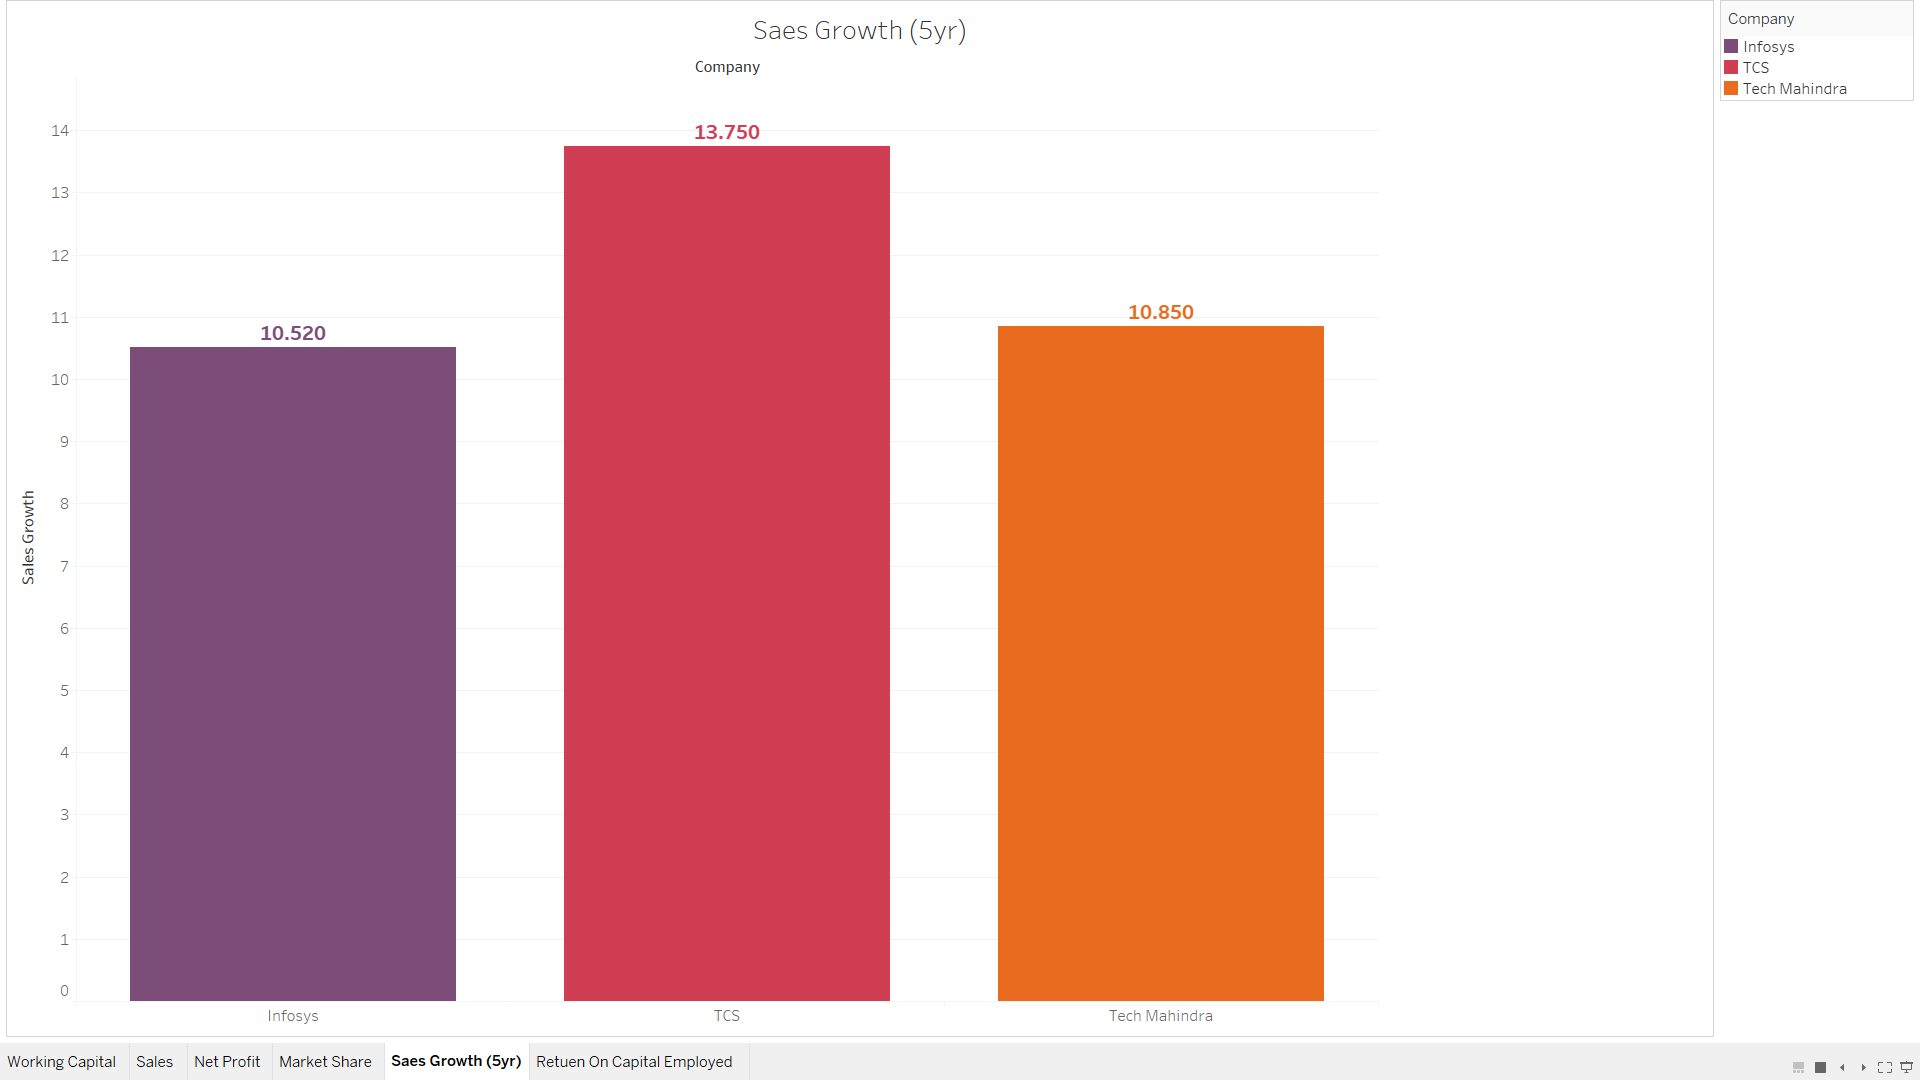 Saes Growth (5yr)
Company
14
13
12
11
10
9
8
7
6
5
4
3
2
1
0
Sales Growth
10.520
13.750
10.850
Infosys
TCS
Tech Mahindra
Company
Infosys
TCS
Tech Mahindra
Working Capital
Sales
Net Profit
Market Share
Saes Growth (5yr)
Retuen On Capital Employed